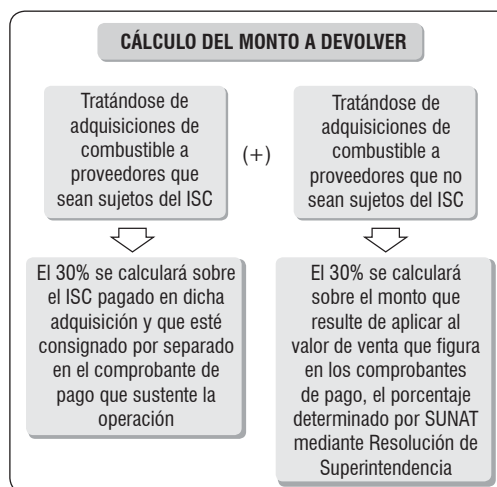 CÁLCULO DEL MONTO A DEVOLVER
Tratándose de
adquisiciones de
combustible a
proveedores que
sean sujetos del ISC
(+)
Tratándose de
adquisiciones de
combustible a
proveedores que no
sean sujetos del ISC
El 30% se calculará sobre
el ISC pagado en dicha
adquisición y que esté
consignado por separado
en el comprobante de
pago que sustente la
operación
El 30% se calculará
sobre el monto que
resulte de aplicar al
valor de venta que figura
en los comprobantes
de pago, el porcentaje
determinado por SUNAT
mediante Resolución de
Superintendencia